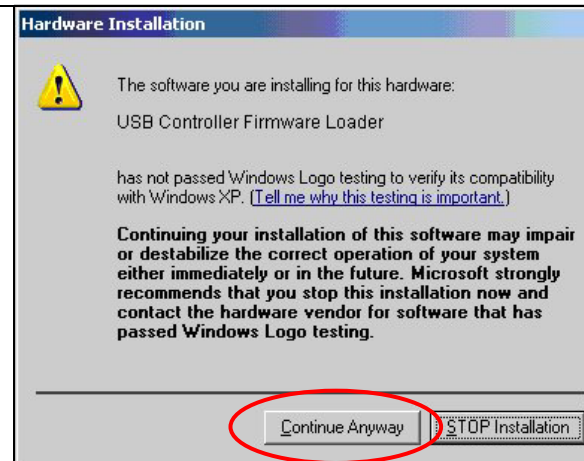 Hardware Installation
The software you are installing for this hardware:
USB Controller Firmware Loader
has not passed Windows Logo testing to verify its compatibility
with Windows XP. (Tell me why this testing is important.)
Continuing your installation of this software may impair
or destabilize the correct operation of your system
either immediately or in the future. Microsoft strongly
recommends that you stop this installation now and
contact the hardware vendor for software that has
passed Windows Logo testing.
Continue Anyway STOP Installation